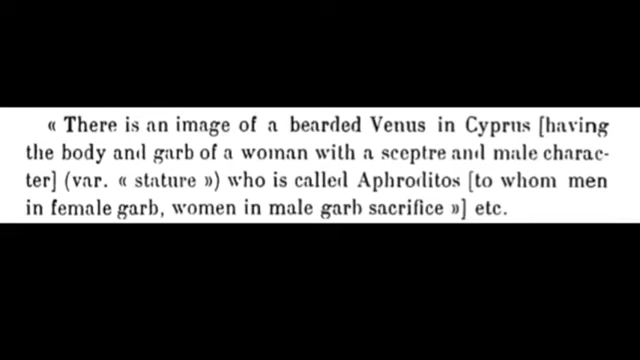 « There is an image of a bearded Venus in Cyprus [having
the body and garb of a woman with a sceptre and male charac-
ter] (var. « stature ») who is called Aphroditos [to whom men
in female garb, women in male garb sacrifice »] etc.